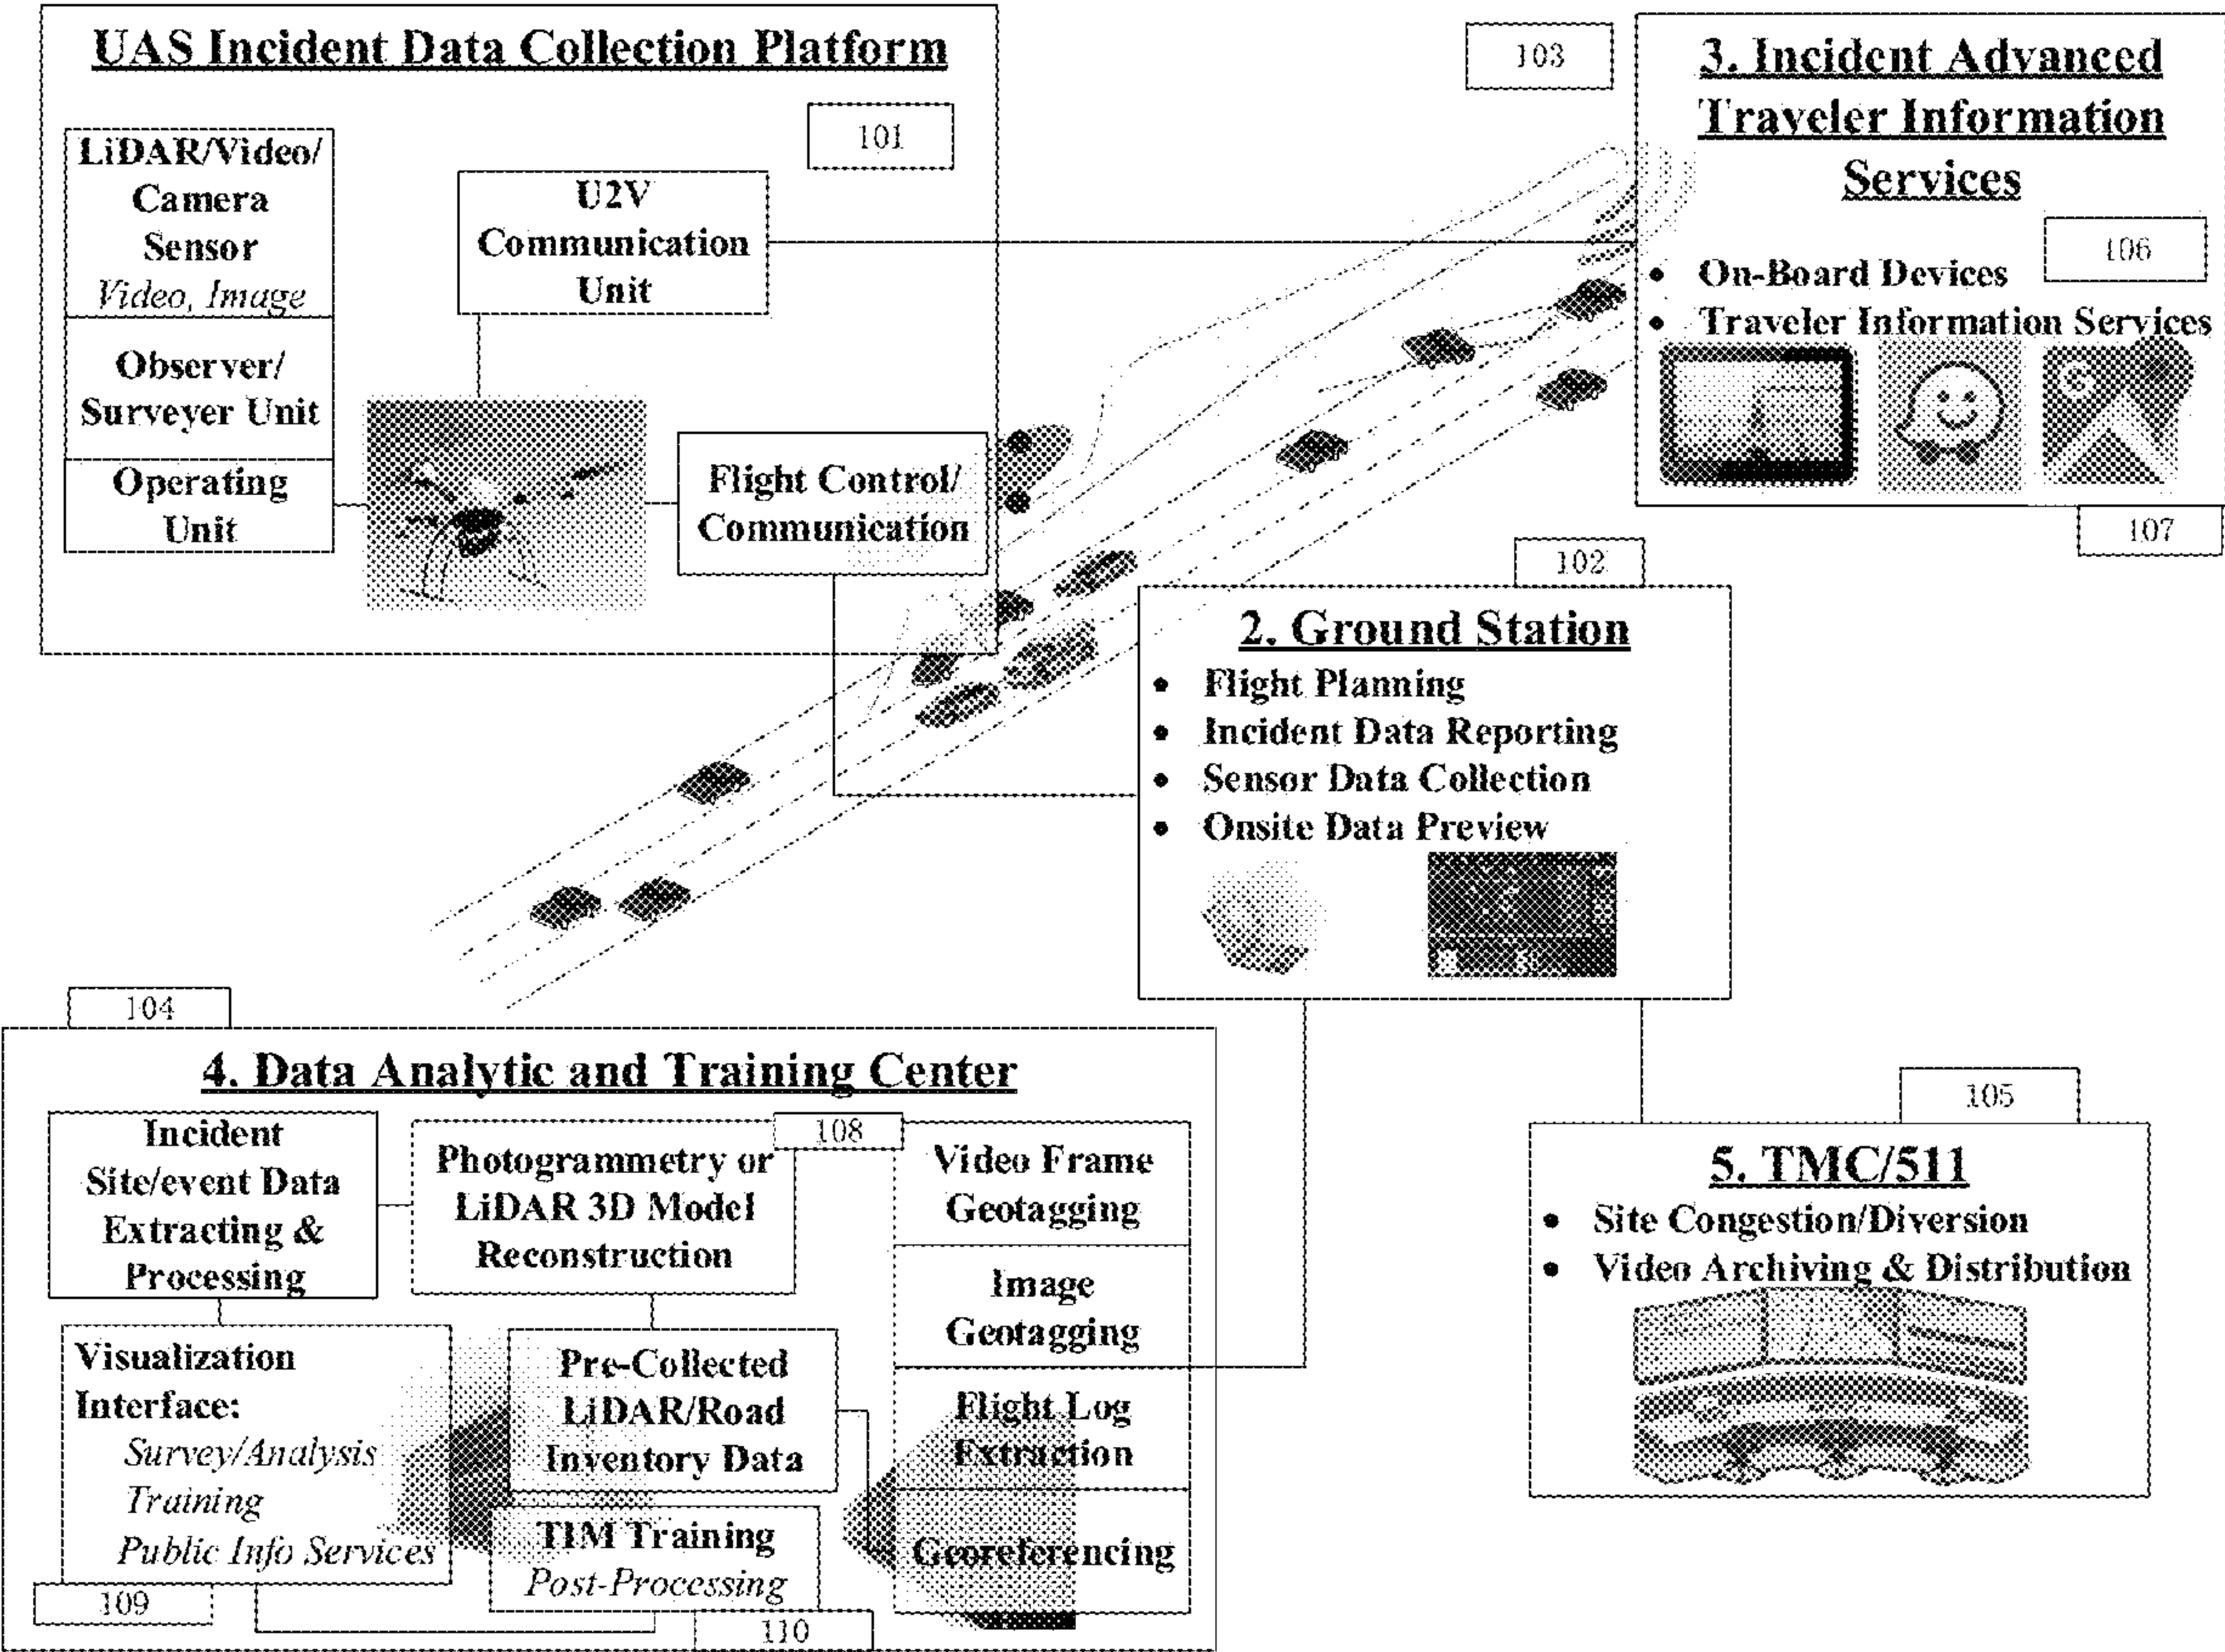 UAS Incident Data Collection Platform
101
LiDAR/Video/
Camera
Sensor
Video, Image
Observer/
Surveyer Unit
Operating
Unit
U2V
Communication
Unit
Flight Control/
Communication
103
3. Incident Advanced
Traveler Information
Services
106
• On-Board Devices
• Traveler Information Services
G
107
102
2. Ground Station
• Flight Planning
• Incident Data Reporting
• Sensor Data Collection
• Onsite Data Preview
104
4. Data Analytic and Training Center
Incident
Site/event Data
Extracting &
Processing
108
Photogrammetry or
LiDAR 3D Model
Reconstruction
Video Frame
Geotagging
Image
Geotagging
Flight Log
Extraction
Georeferencing
Visualization
Interface:
Survey/Analysis
Training
Public Info Services
109
Pre-Collected
LiDAR/Road
Inventory Data
TIM Training
Post-Processing
110
105
5. TMC/511
• Site Congestion/Diversion
• Video Archiving & Distribution